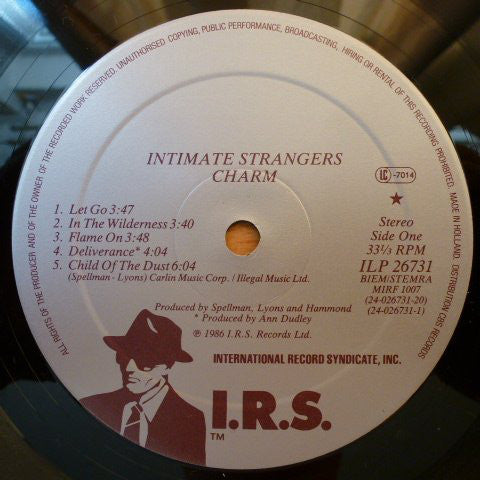 ALL RIGHTS OF THE PRODUCER AND OF THE OWNER OF THE RECORDED WORK RESERVED. UNAUTHORISED COPYING, PUBLIC PERFORMANCE, BROADCASTING, HIRING OR RENTAL OF THIS RECORDING PROHIBITED. MADE IN HOLLAND. DISTRIBUTION CBS RECORDS.
INTIMATE STRANGERS
CHARM
LC -7014
1. Let Go 3:47
2. In The Wilderness 3:40
3. Flame On 3:48
4. Deliverance* 4:04
5. Child Of The Dust 6:04
(Spellman - Lyons) Carlin Music Corp. / Illegal Music Ltd.
★
Stereo
Side One
33⅓ RPM
ILP 26731
BIEM/STEMRA
MIRF 1007
(24-026731-20)
(24-026731-1)
Produced by Spellman, Lyons and Hammond
* Produced by Ann Dudley
℗ 1986 I.R.S. Records Ltd.
INTERNATIONAL RECORD SYNDICATE, INC.
I.R.S.
TM